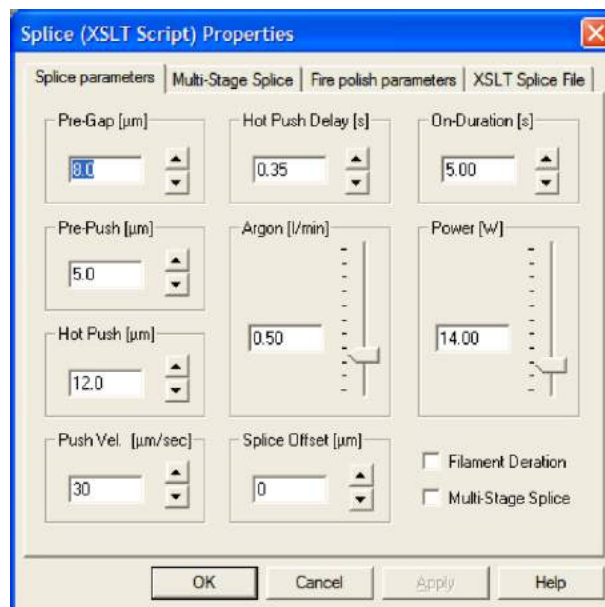 Splice (XSLT Script) Properties
Splice parameters Multi-Stage Splice Fire polish parameters XSLT Splice File
Pre-Gap [µm] Hot Push Delay [s] On-Duration [s]
8.0 0.35 5.00
Pre-Push [µm] Argon [l/min] Power [W]
5.0
Hot Push [µm] 0.50 14.00
12.0
Push Vel. [µm/sec] Splice Offset [µm]
Filament Deration
30 0
Multi-Stage Splice
OK Cancel Apply Help